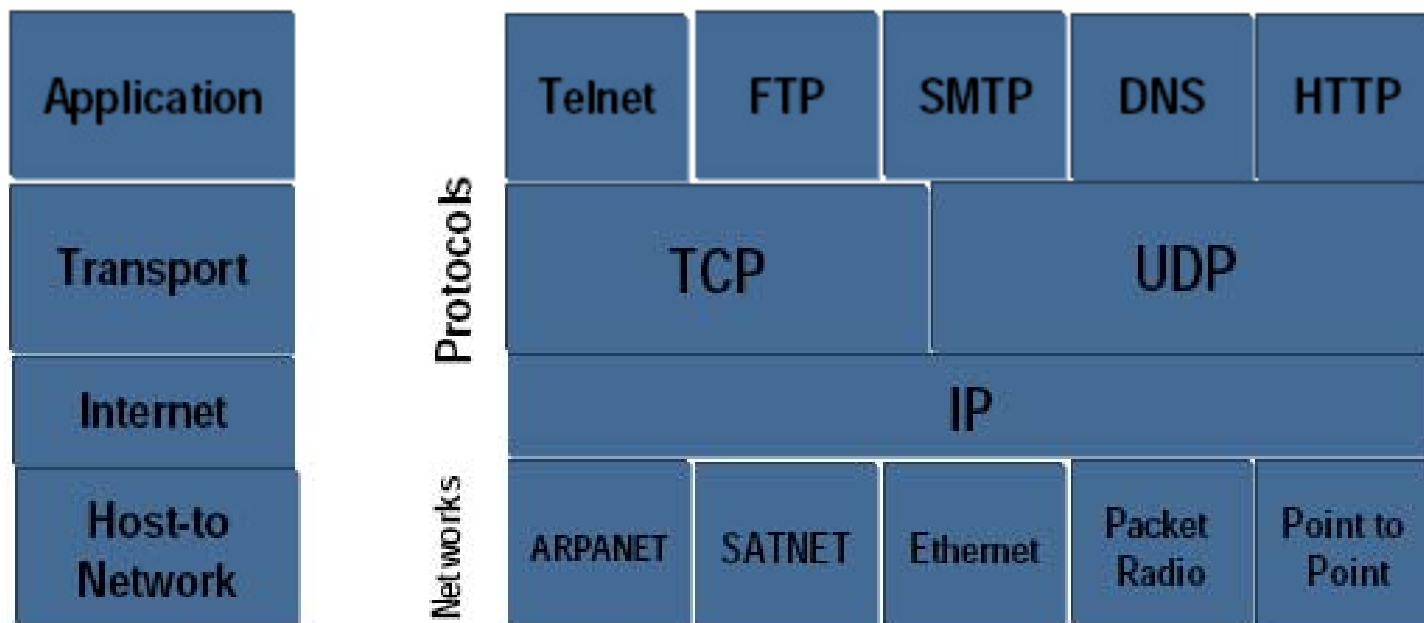 Application
Telnet FTP SMTP DNS HTTP
Protocols
Transport
TCP UDP
Internet
IP
Networks
Host-to
Network
ARPANET SATNET Ethernet Packet
Radio Point to
Point